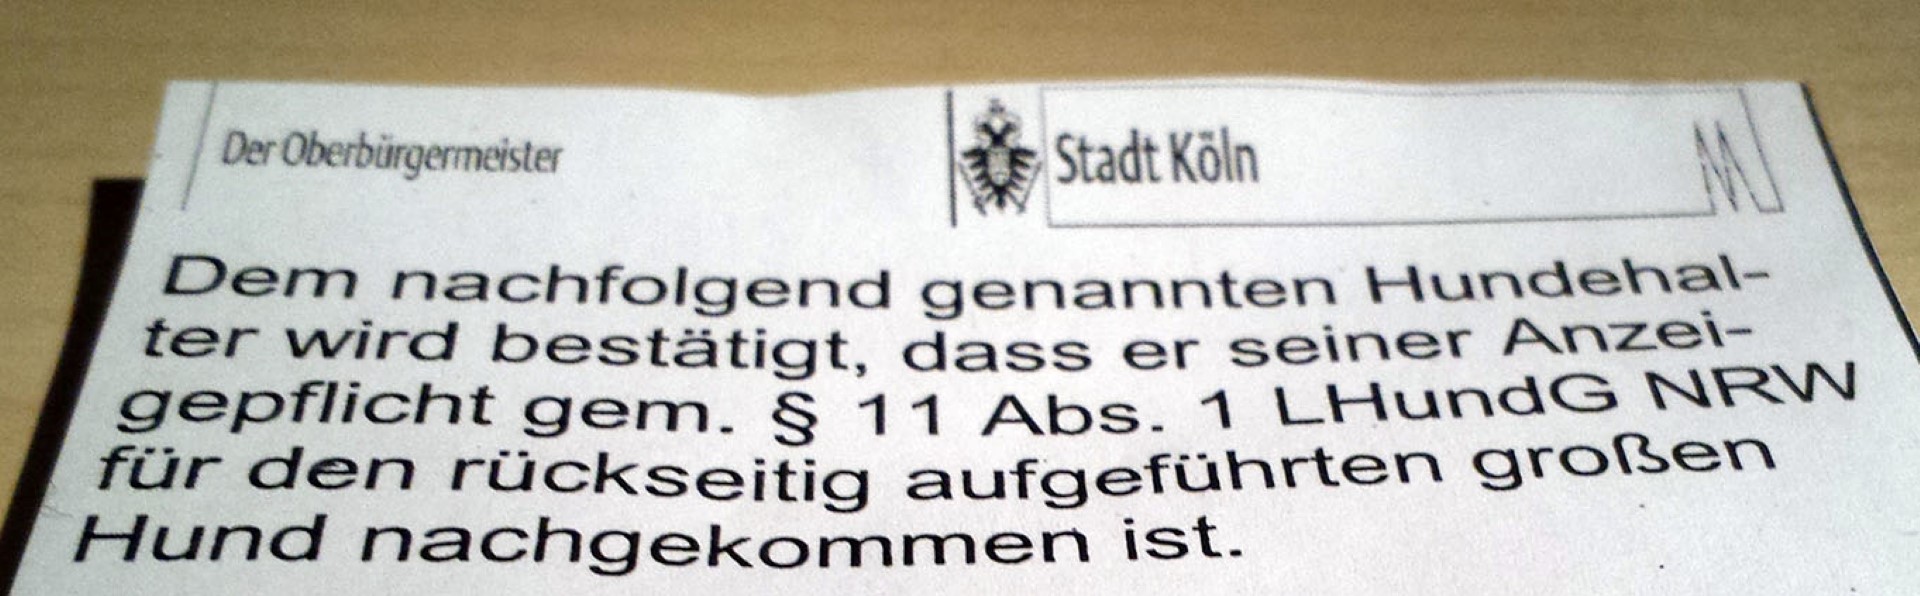 Der Oberbürgermeister
Stadt Köln
Dem nachfolgend genannten Hundehal-
ter wird bestätigt, dass er seiner Anzei-
gepflicht gem. § 11 Abs. 1 LHundG NRW
für den rückseitig aufgeführten großen
Hund nachgekommen ist.